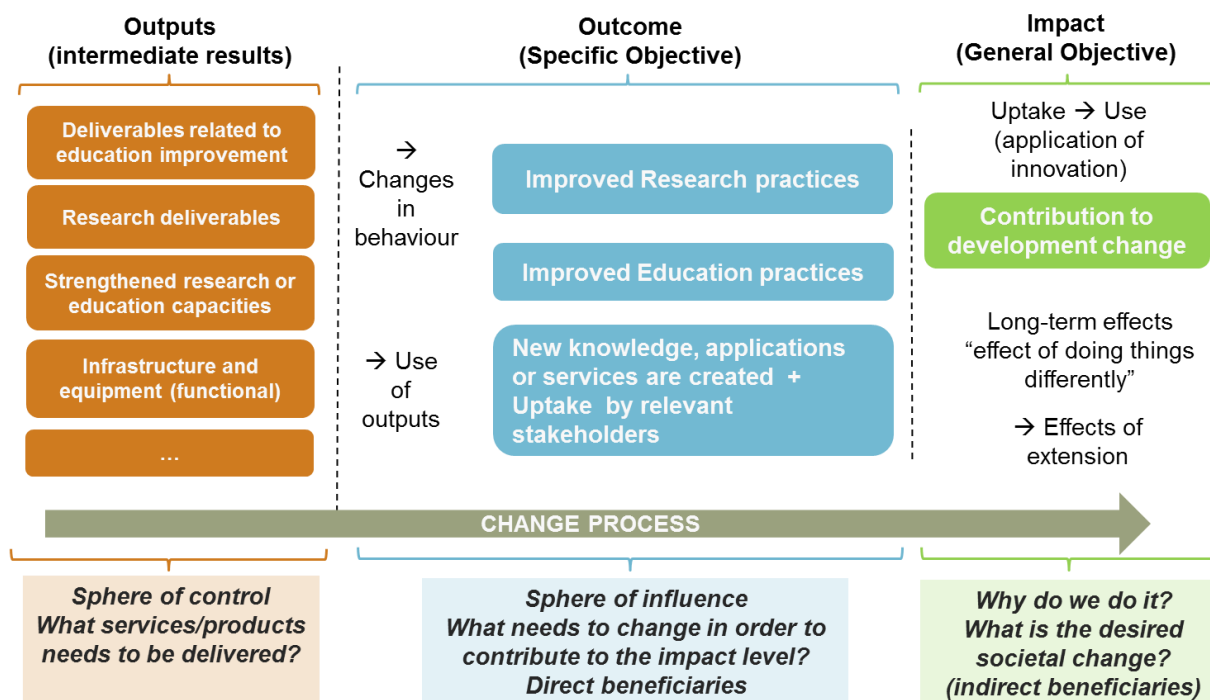 Outputs
(intermediate results)
Deliverables related to
education improvement
Research deliverables
Strengthened research or
education capacities
Infrastructure and
equipment (functional)
…
Outcome
(Specific Objective)
→
Changes
in
behaviour
→ Use
of
outputs
Improved Research practices
Improved Education practices
New knowledge, applications
or services are created +
Uptake by relevant
stakeholders
Impact
(General Objective)
Uptake → Use
(application of
innovation)
Contribution to
development change
Long-term effects
“effect of doing things
differently”
→ Effects of
extension
CHANGE PROCESS
Sphere of control
What services/products
needs to be delivered?
Sphere of influence
What needs to change in order to
contribute to the impact level?
Direct beneficiaries
Why do we do it?
What is the desired
societal change?
(indirect beneficiaries)